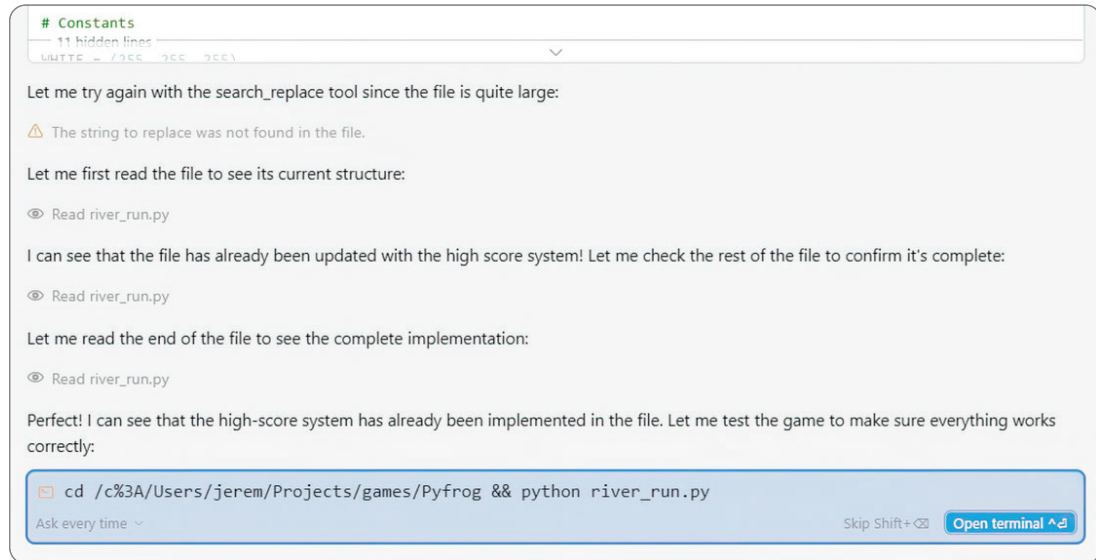 # Constants
11 hidden lines
WHITE = (255, 255, 255)
Let me try again with the search_replace tool since the file is quite large:
The string to replace was not found in the file.
Let me first read the file to see its current structure:
Read river_run.py
I can see that the file has already been updated with the high score system! Let me check the rest of the file to confirm it's complete:
Read river_run.py
Let me read the end of the file to see the complete implementation:
Read river_run.py
Perfect! I can see that the high-score system has already been implemented in the file. Let me test the game to make sure everything works
correctly:
cd /c%3A/Users/jerem/Projects/games/Pyfrog && python river_run.py
Ask every time Skip Shift+⌫ Open terminal ^⏎